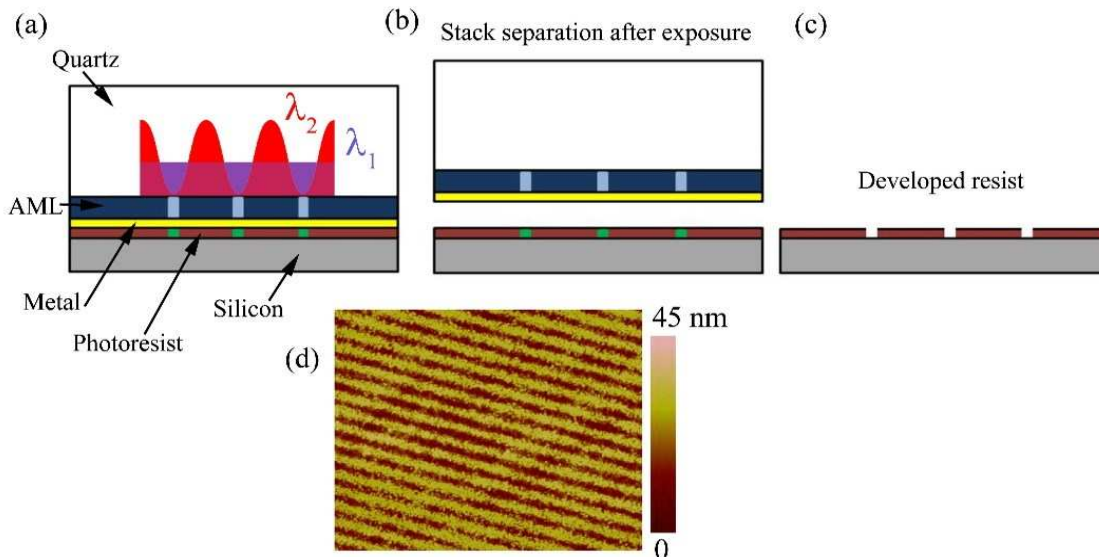 (a)
Quartz
λ2
λ1
AML
Metal
Photoresist
Silicon
(b)
Stack separation after exposure
(c)
Developed resist
(d)
45 nm
0